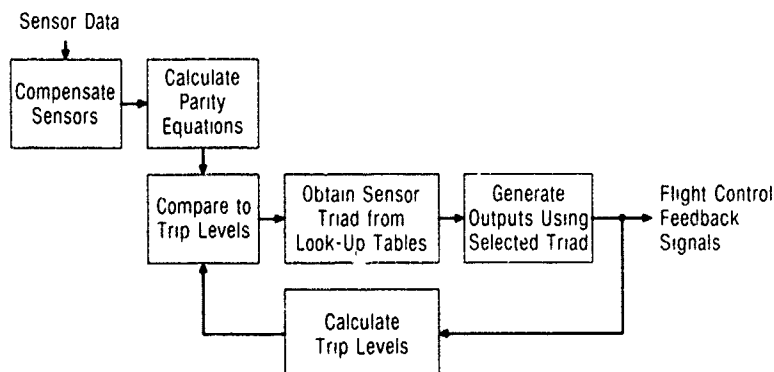 Sensor Data
Compensate
Sensors
Calculate
Parity
Equations
Compare to
Trip Levels
Obtain Sensor
Triad from
Look-Up Tables
Generate
Outputs Using
Selected Triad
Flight Control
Feedback
Signals
Calculate
Trip Levels